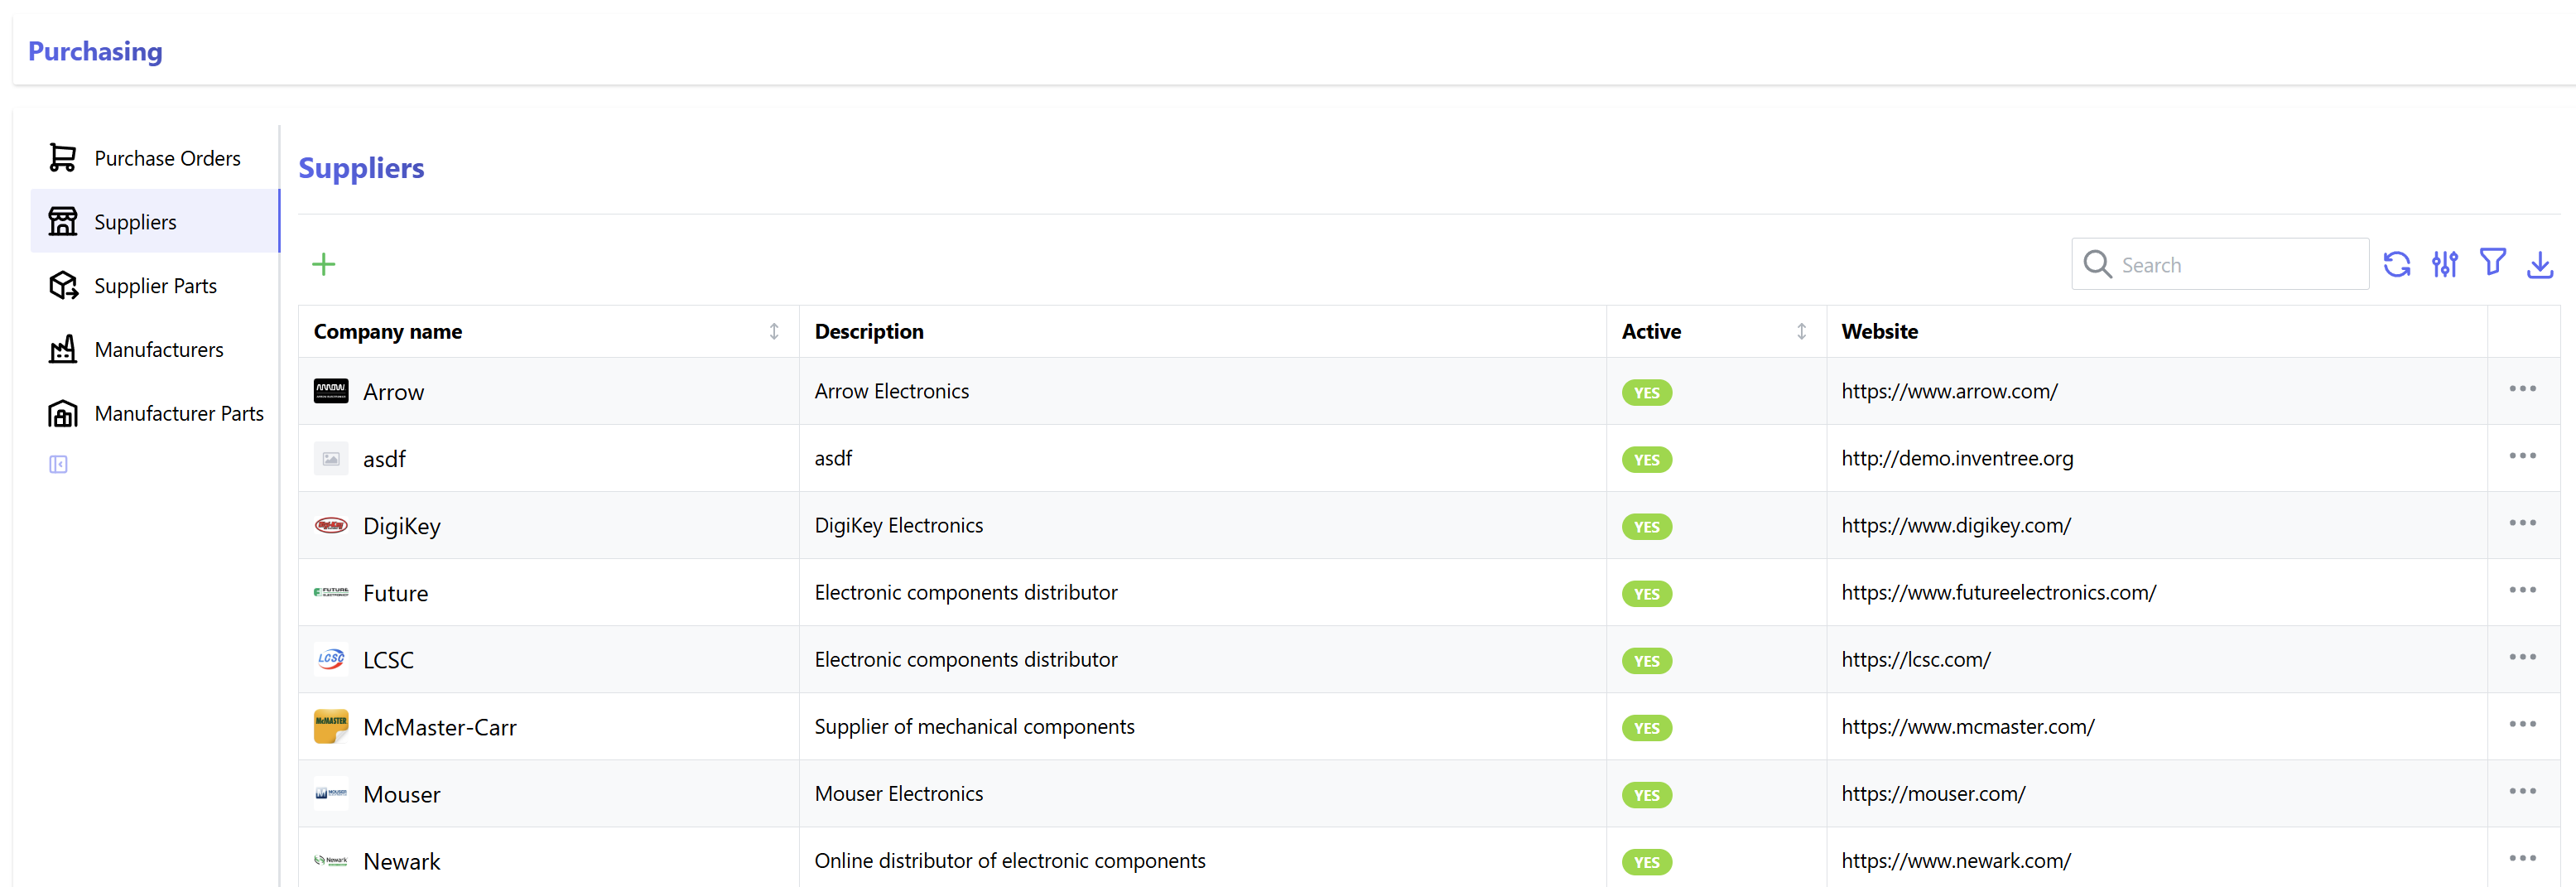 Purchasing
Purchase Orders
Suppliers
Supplier Parts
Manufacturers
Manufacturer Parts
Suppliers
Search
Company name Description Active Website
Arrow Arrow Electronics YES https://www.arrow.com/
asdf asdf YES http://demo.inventree.org
DigiKey DigiKey Electronics YES https://www.digikey.com/
Future Electronic components distributor YES https://www.futureelectronics.com/
LCSC LCSC Electronic components distributor YES https://lcsc.com/
McMASTER McMaster-Carr Supplier of mechanical components YES https://www.mcmaster.com/
Mouser Mouser Electronics YES https://mouser.com/
Newark Newark Online distributor of electronic components YES https://www.newark.com/